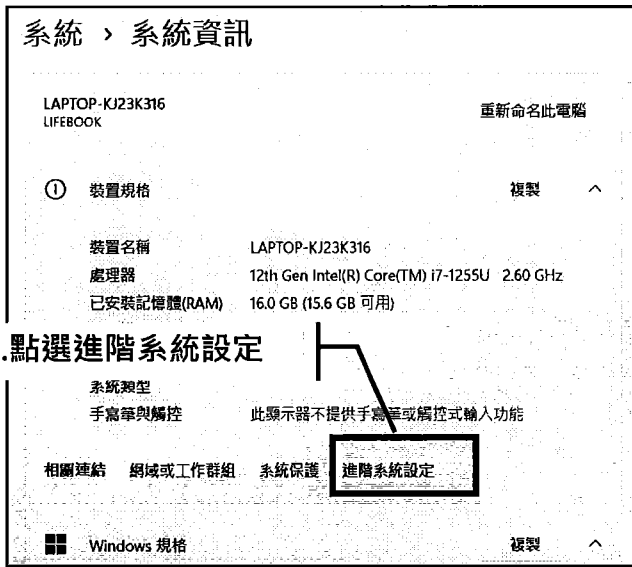 系統 › 系統資訊
LAPTOP-KJ23K316
LIFEBOOK
重新命名此電腦
裝置規格
複製
裝置名稱 LAPTOP-KJ23K316
處理器 12th Gen Intel(R) Core(TM) i7-1255U 2.60 GHz
已安裝記憶體(RAM) 16.0 GB (15.6 GB 可用)
.點選進階系統設定
系統類型
手寫筆與觸控 此顯示器不提供手寫筆或觸控式輸入功能
相關連結 網域或工作群組 系統保護 進階系統設定
Windows 規格 複製